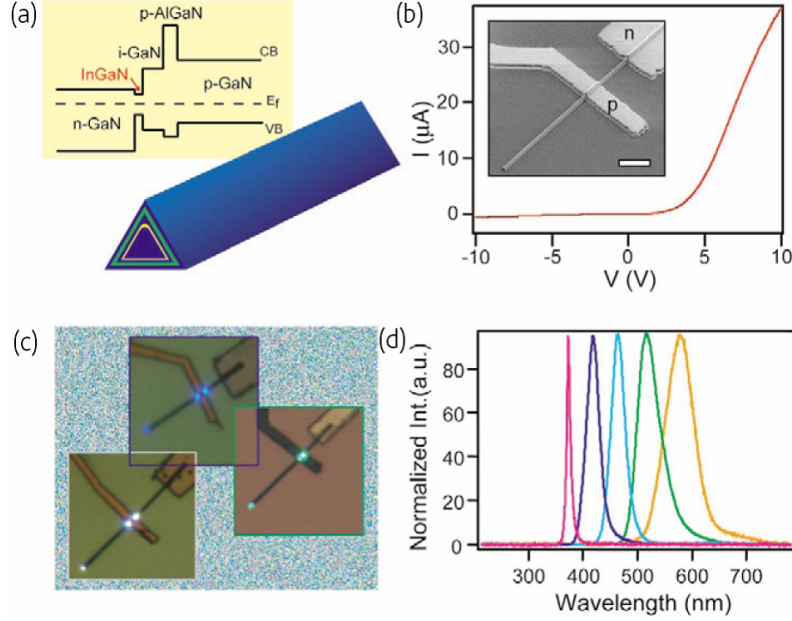 (a)
p-AlGaN
i-GaN
CB
InGaN
p-GaN
Ef
n-GaN
VB
(b)
I (µA)
30
20
10
0
-10
-5
0
5
10
V (V)
n
p
(c)
(d)
Normalized Int.(a.u.)
80
60
40
20
0
300
400
500
600
700
Wavelength (nm)